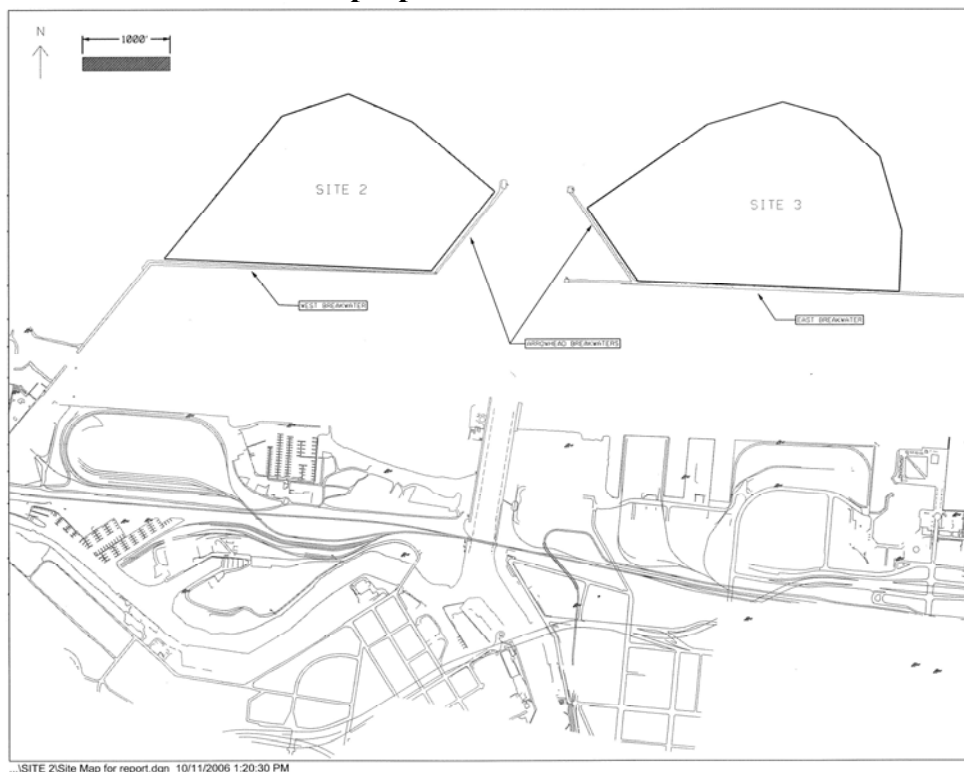 N
1000'
SITE 2
SITE 3
WEST BREAKWATER
EAST BREAKWATER
ARROWHEAD BREAKWATERS
...\SITE 2\Site Map for report.dgn 10/11/2006 1:20:30 PM